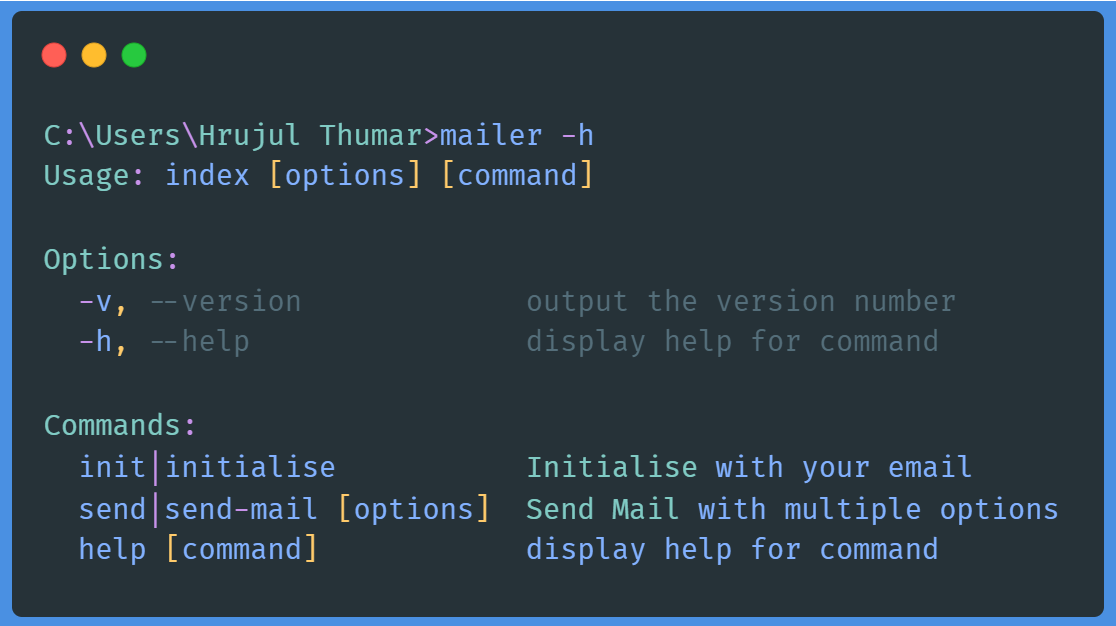 C:\Users\Hrujul Thumar>mailer -h
Usage: index [options] [command]
Options:
-v, --version output the version number
-h, --help display help for command
Commands:
init|initialise Initialise with your email
send|send-mail [options] Send Mail with multiple options
help [command] display help for command